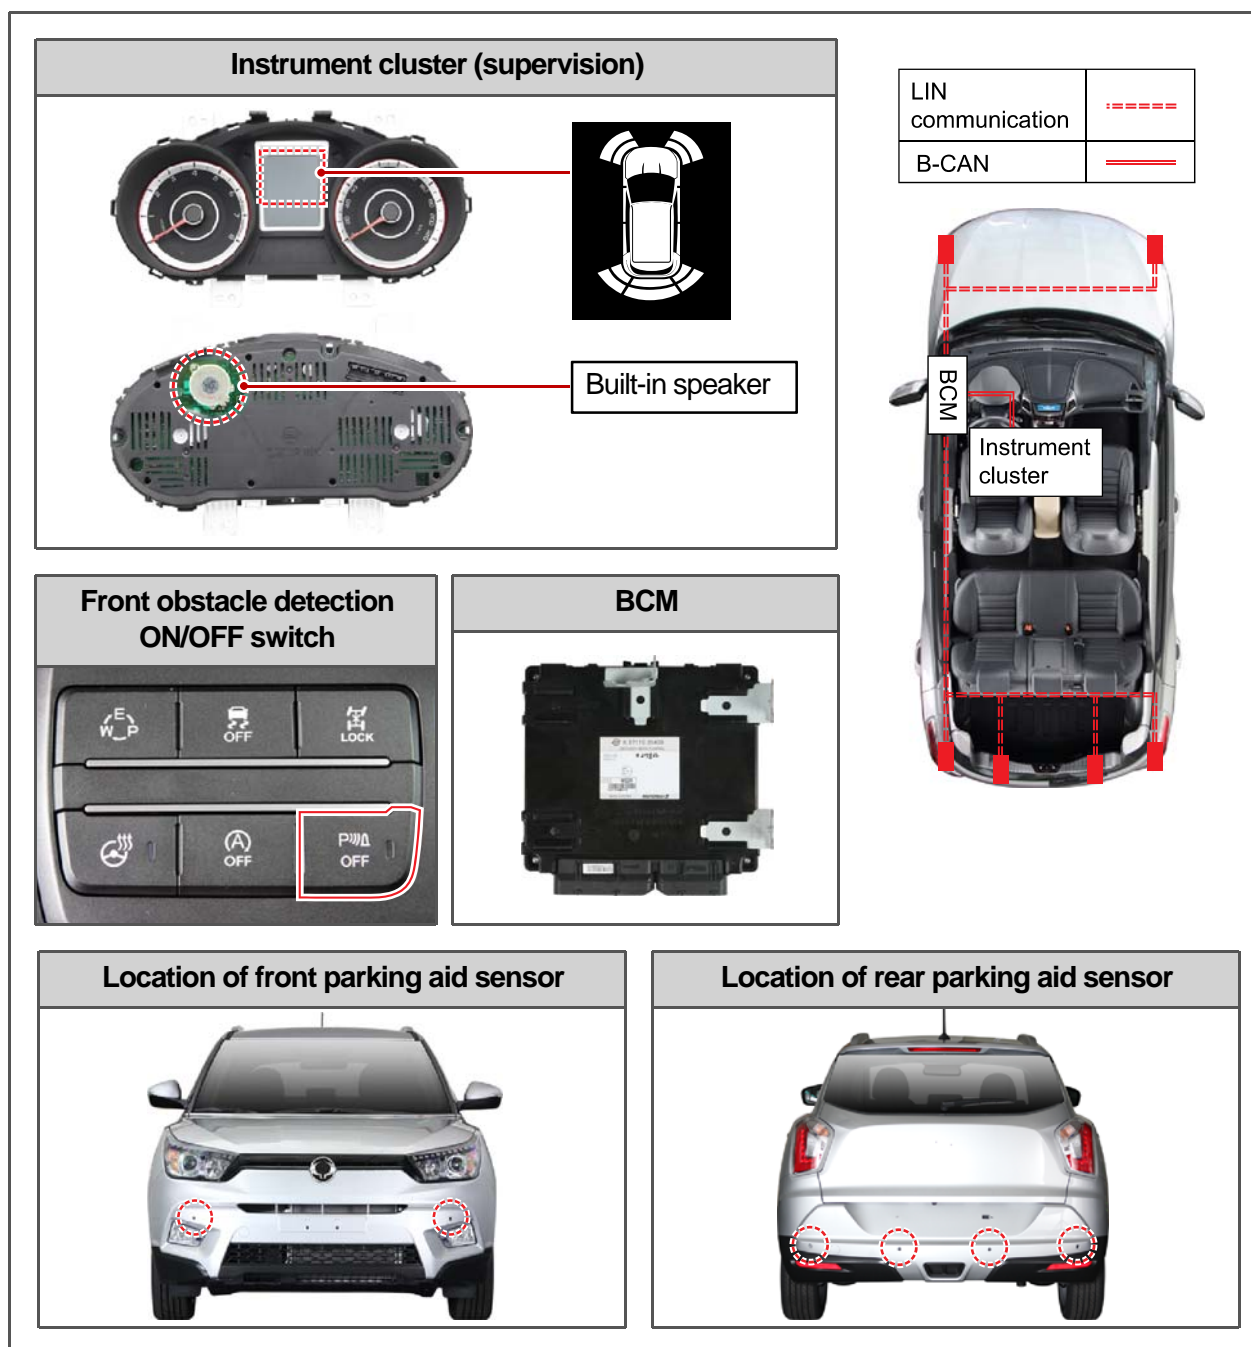 Instrument cluster (supervision)
LIN
communication
B-CAN
Built-in speaker
BCM
Instrument
cluster
Front obstacle detection
ON/OFF switch
BCM
E
W P
OFF
LOCK
A
OFF
P
OFF
Location of front parking aid sensor
Location of rear parking aid sensor